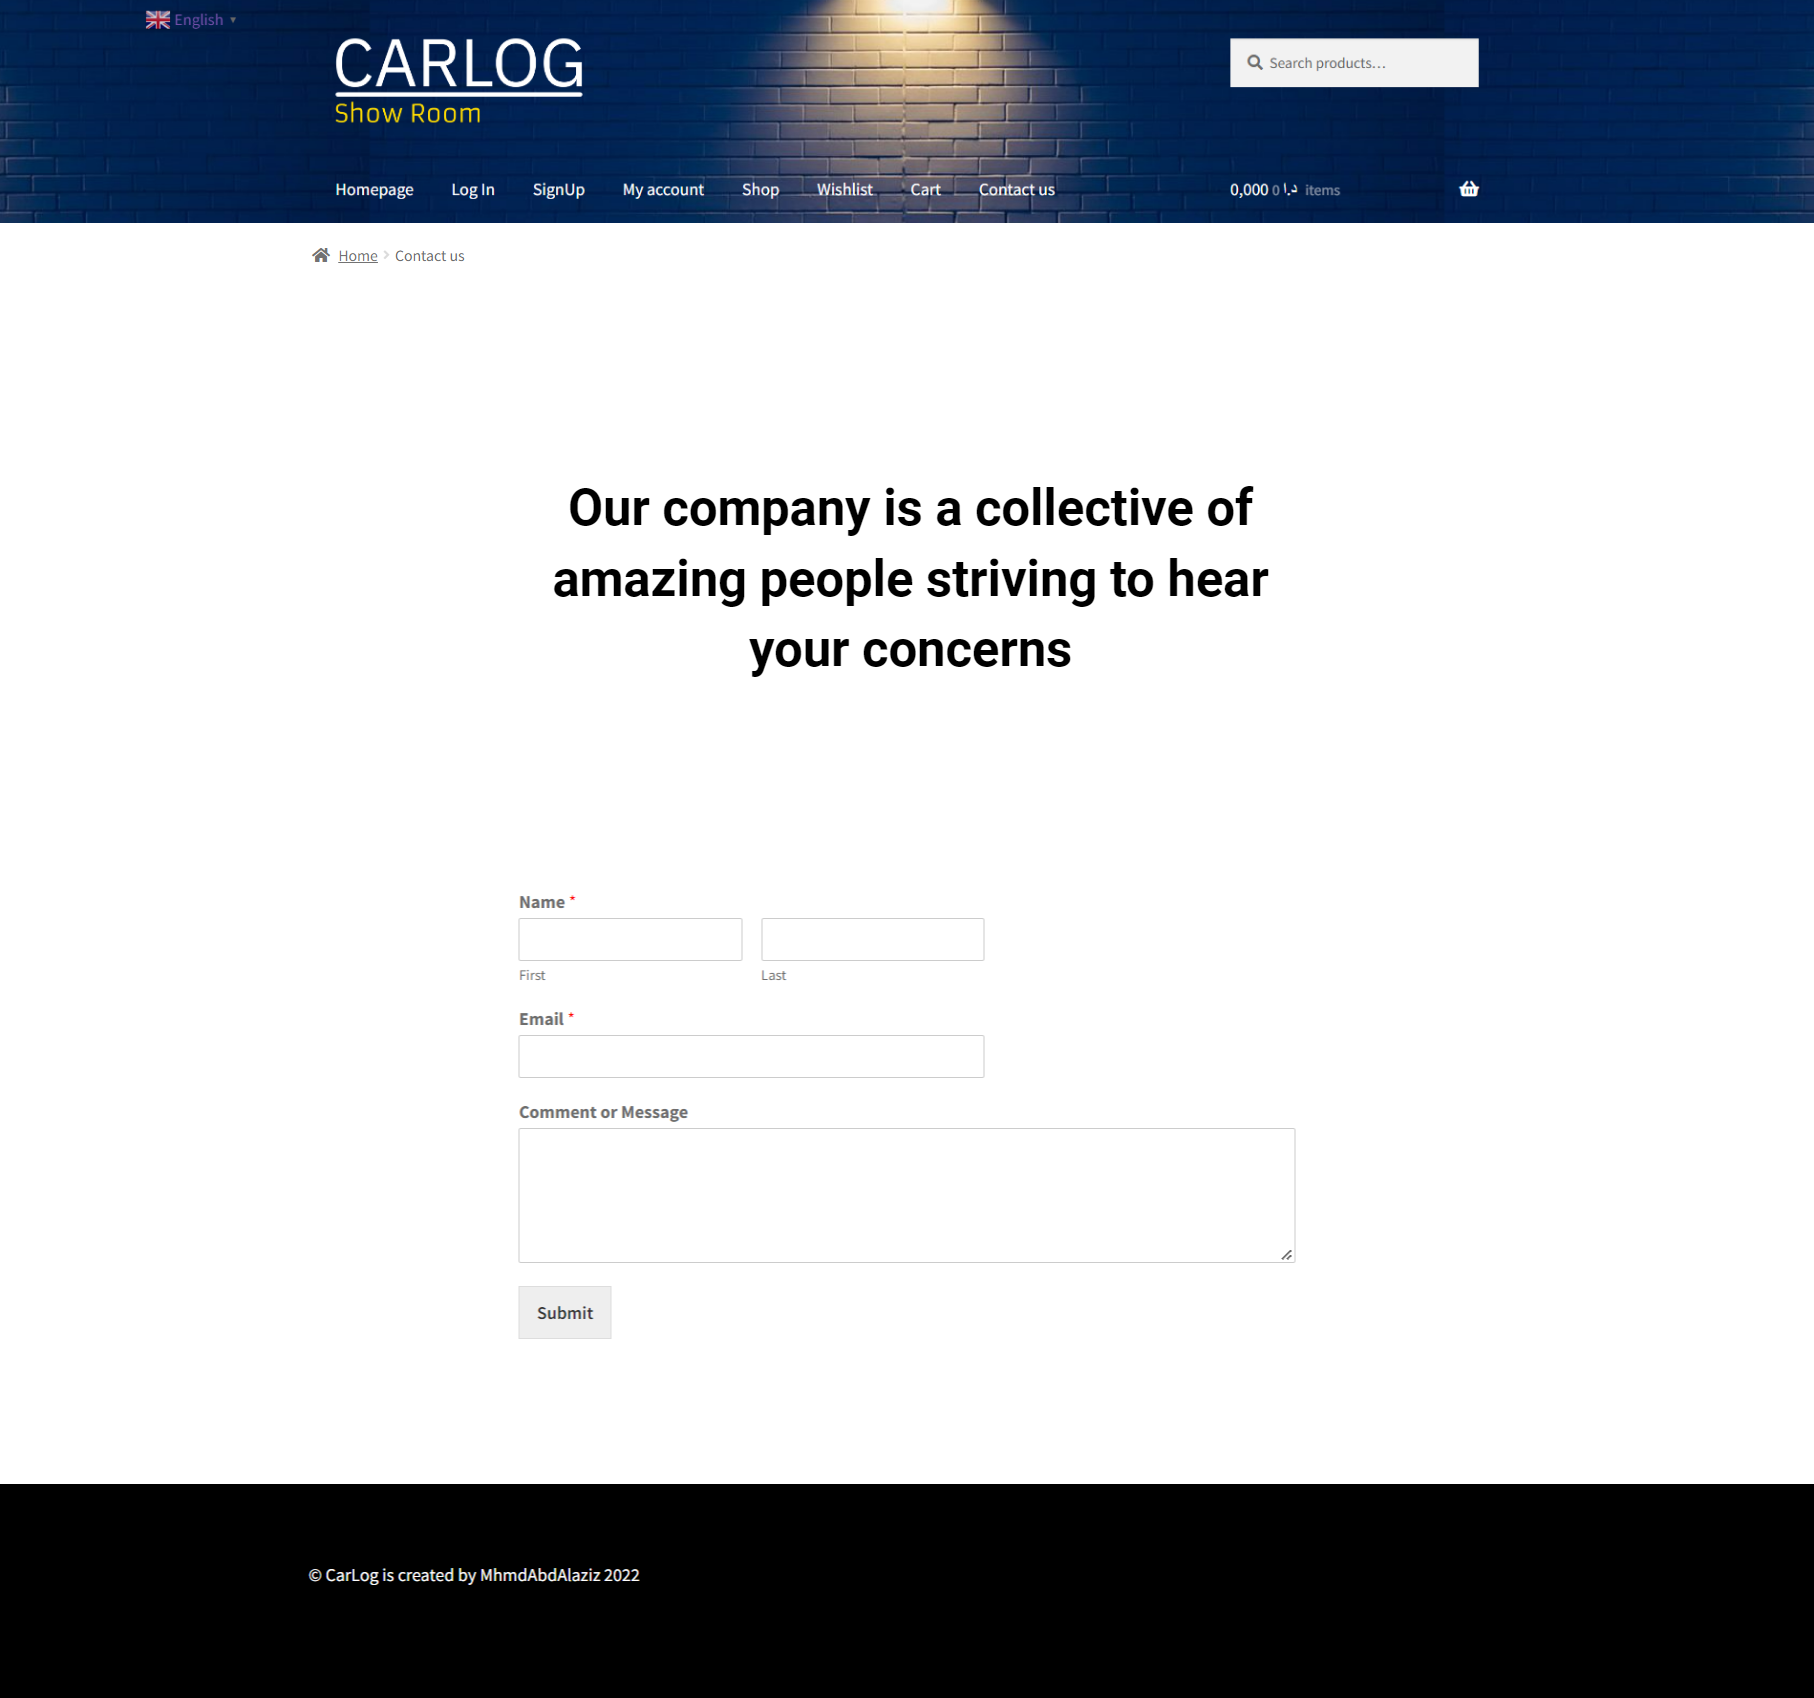 English ▼
CARLOG
Show Room
Search products…
Homepage Log In SignUp My account Shop Wishlist Cart Contact us
0,000 د.ا 0 items
Home › Contact us
Our company is a collective of
amazing people striving to hear
your concerns
Name *
First Last
Email *
Comment or Message
Submit
© CarLog is created by MhmdAbdAlaziz 2022